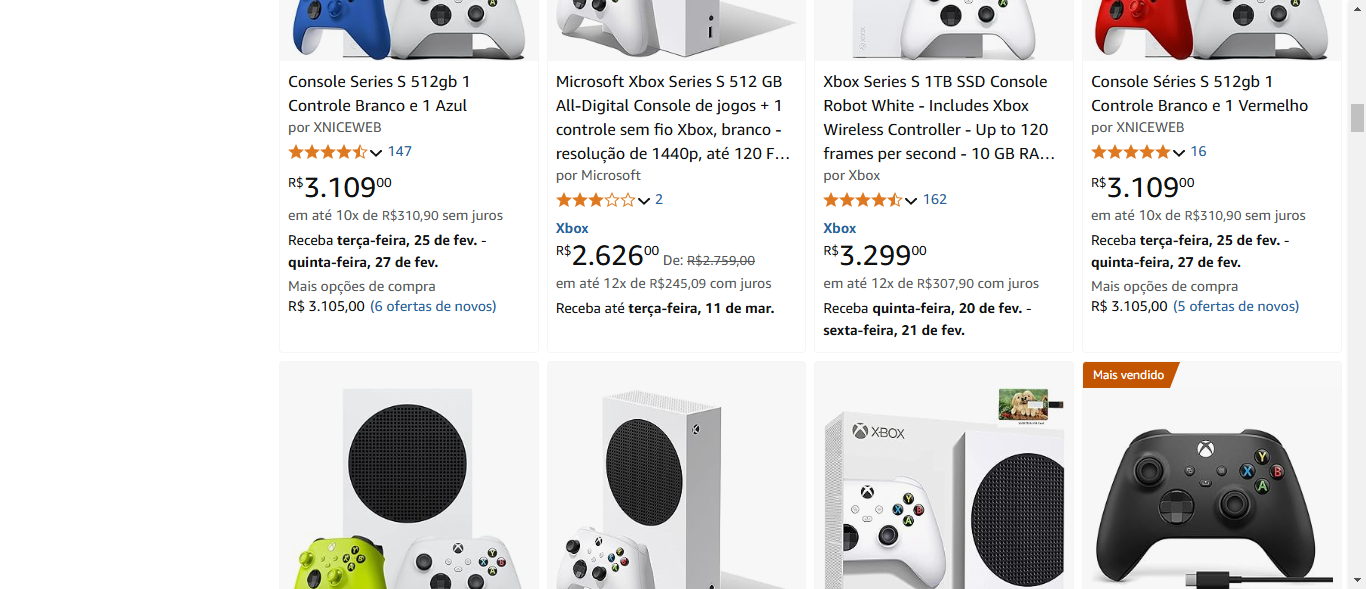 Console Series S 512gb 1
Controle Branco e 1 Azul
por XNICEWEB
147
R$3.10900
em até 10x de R$310,90 sem juros
Receba terça-feira, 25 de fev. -
quinta-feira, 27 de fev.
Mais opções de compra
R$ 3.105,00 (6 ofertas de novos)
Microsoft Xbox Series S 512 GB
All-Digital Console de jogos + 1
controle sem fio Xbox, branco -
resolução de 1440p, até 120 F...
por Microsoft
2
Xbox
R$2.62600 De: R$2.759,00
em até 12x de R$245,09 com juros
Receba até terça-feira, 11 de mar.
Xbox Series S 1TB SSD Console
Robot White - Includes Xbox
Wireless Controller - Up to 120
frames per second - 10 GB RA...
por Xbox
162
Xbox
R$3.29900
em até 12x de R$307,90 com juros
Receba quinta-feira, 20 de fev. -
sexta-feira, 21 de fev.
Console Séries S 512gb 1
Controle Branco e 1 Vermelho
por XNICEWEB
16
R$3.10900
em até 10x de R$310,90 sem juros
Receba terça-feira, 25 de fev. -
quinta-feira, 27 de fev.
Mais opções de compra
R$ 3.105,00 (5 ofertas de novos)
XBOX
Mais vendido
Y
X B
A